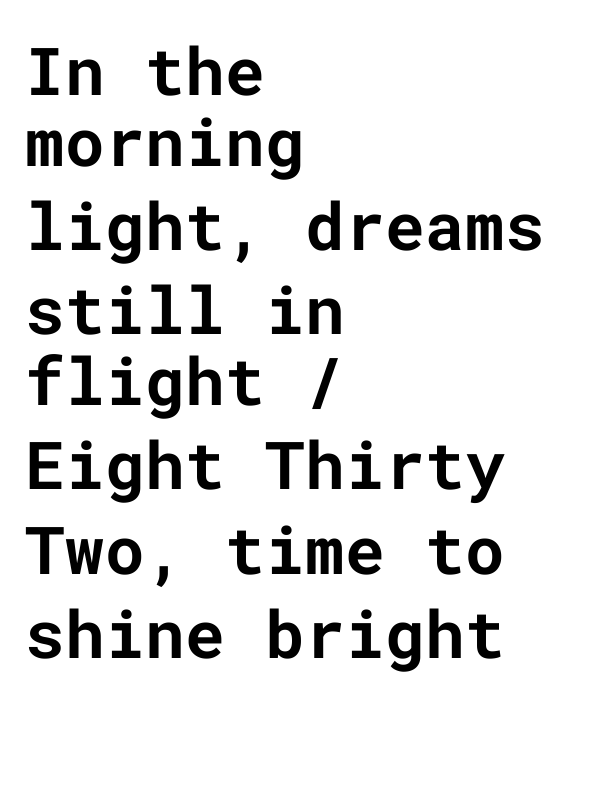 In the
morning
light, dreams
still in
flight /
Eight Thirty
Two, time to
shine bright